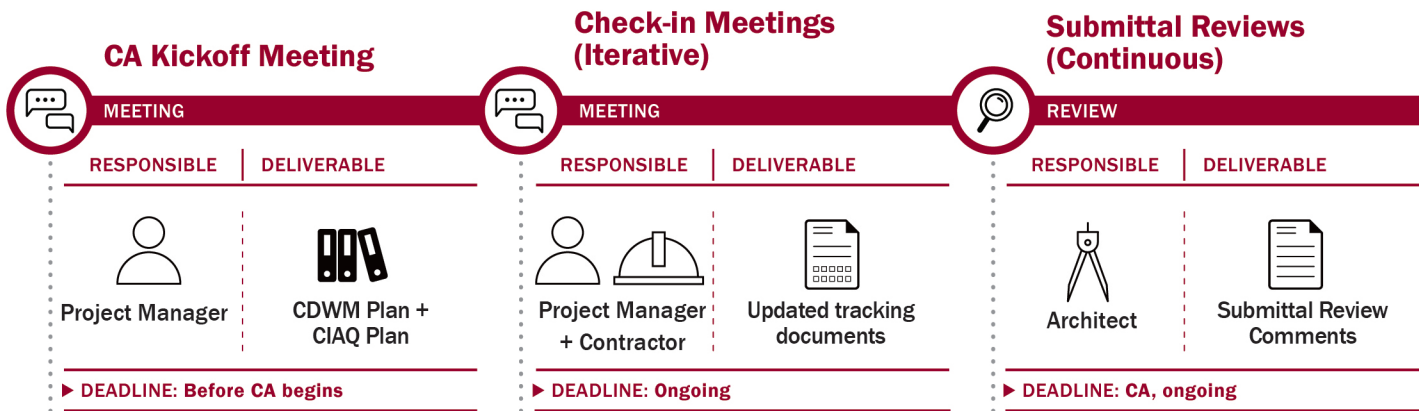 CA Kickoff Meeting
MEETING
RESPONSIBLE
DELIVERABLE
Project Manager
CDWM Plan +
CIAQ Plan
DEADLINE: Before CA begins
Check-in Meetings
(Iterative)
MEETING
RESPONSIBLE
DELIVERABLE
Project Manager
+ Contractor
Updated tracking
documents
DEADLINE: Ongoing
Submittal Reviews
(Continuous)
REVIEW
RESPONSIBLE
DELIVERABLE
Architect
Submittal Review
Comments
DEADLINE: CA, ongoing